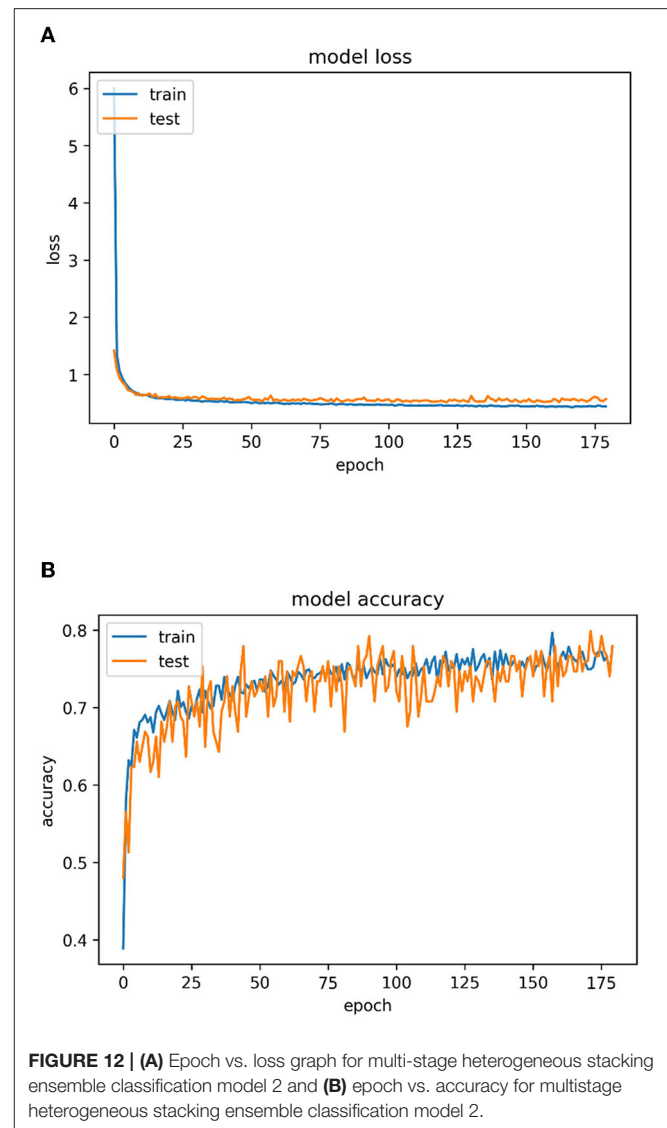 A
model loss
train
test
6
5
4
3
2
1
loss
0 25 50 75 100 125 150 175
epoch
B
model accuracy
train
test
0.8
0.7
0.6
0.5
0.4
accuracy
0 25 50 75 100 125 150 175
epoch
FIGURE 12 | (A) Epoch vs. loss graph for multi-stage heterogeneous stacking
ensemble classification model 2 and (B) epoch vs. accuracy for multistage
heterogeneous stacking ensemble classification model 2.